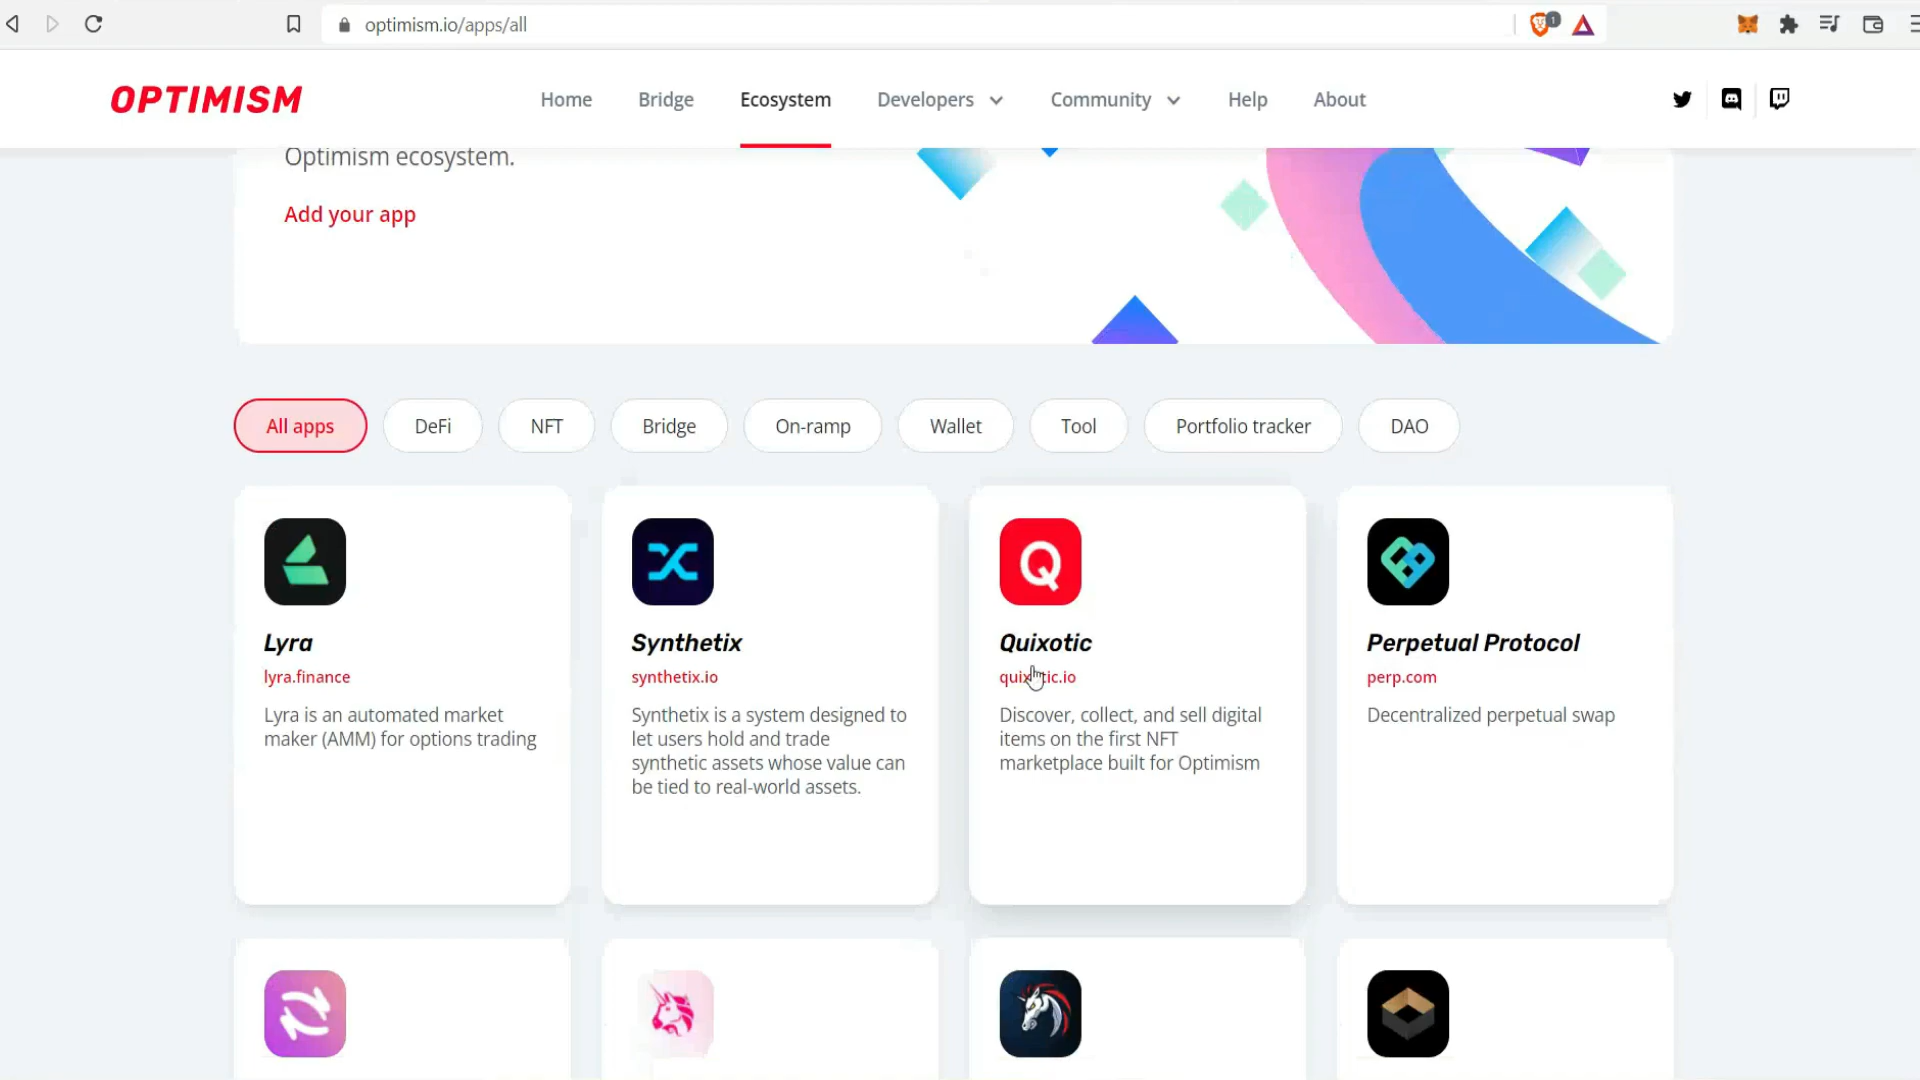 optimism.io/apps/all
1
OPTIMISM
Home
Bridge
Ecosystem
Developers
Community
Help
About
Optimism ecosystem.
Add your app
All apps
DeFi
NFT
Bridge
On-ramp
Wallet
Tool
Portfolio tracker
DAO
Lyra
lyra.finance
Lyra is an automated market
maker (AMM) for options trading
Synthetix
synthetix.io
Synthetix is a system designed to
let users hold and trade
synthetic assets whose value can
be tied to real-world assets.
Q
Quixotic
quixotic.io
Discover, collect, and sell digital
items on the first NFT
marketplace built for Optimism
Perpetual Protocol
perp.com
Decentralized perpetual swap